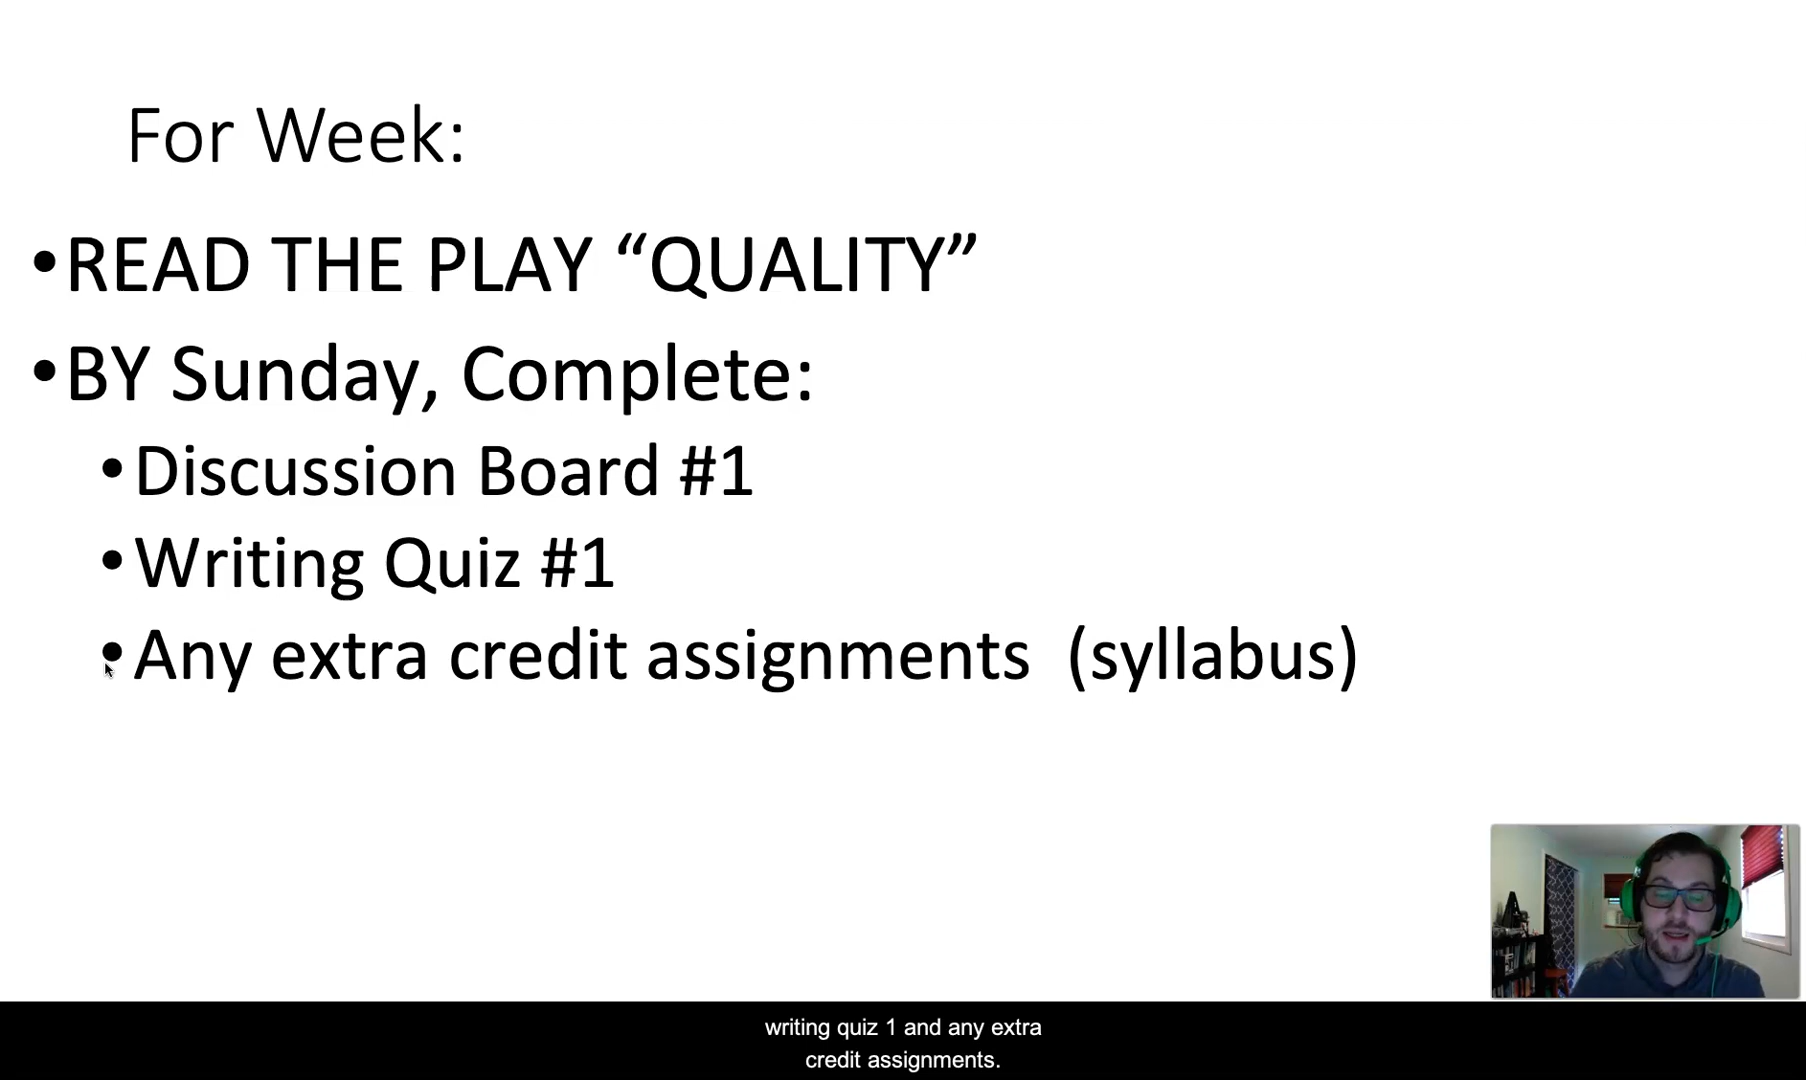 For Week:
•READ THE PLAY “QUALITY”
•BY Sunday, Complete:
•Discussion Board #1
•Writing Quiz #1
•Any extra credit assignments  (syllabus)
writing quiz 1 and any extra
credit assignments.